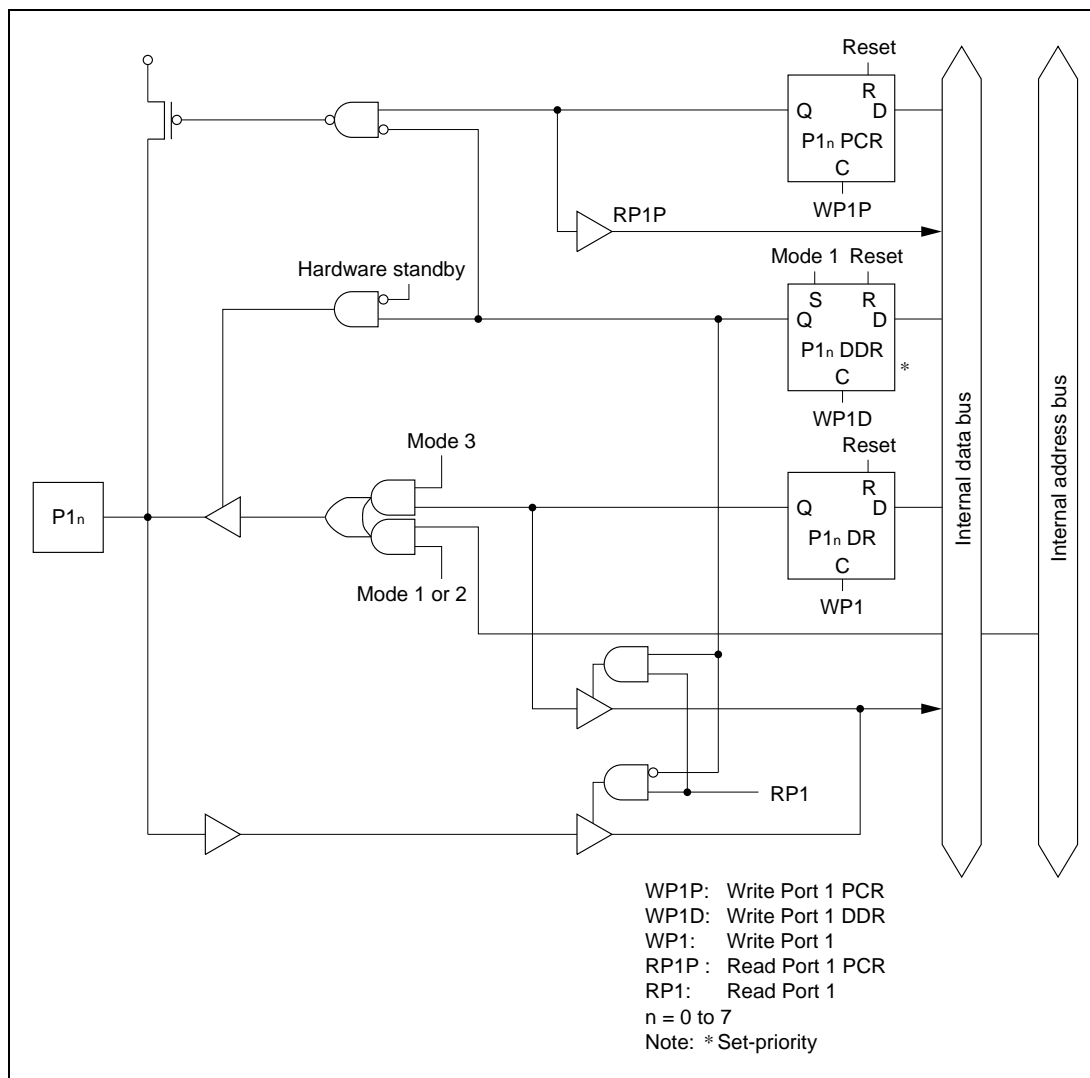 Reset
R
Q D
P1n PCR
C
WP1P
RP1P
Hardware standby
Mode 1 Reset
S R
Q D
P1n DDR
C
*
WP1D
Mode 3
Reset
R
Q D
P1n DR
C
WP1
P1n
Mode 1 or 2
Internal data bus
Internal address bus
RP1
WP1P: Write Port 1 PCR
WP1D: Write Port 1 DDR
WP1: Write Port 1
RP1P : Read Port 1 PCR
RP1: Read Port 1
n = 0 to 7
Note: * Set-priority